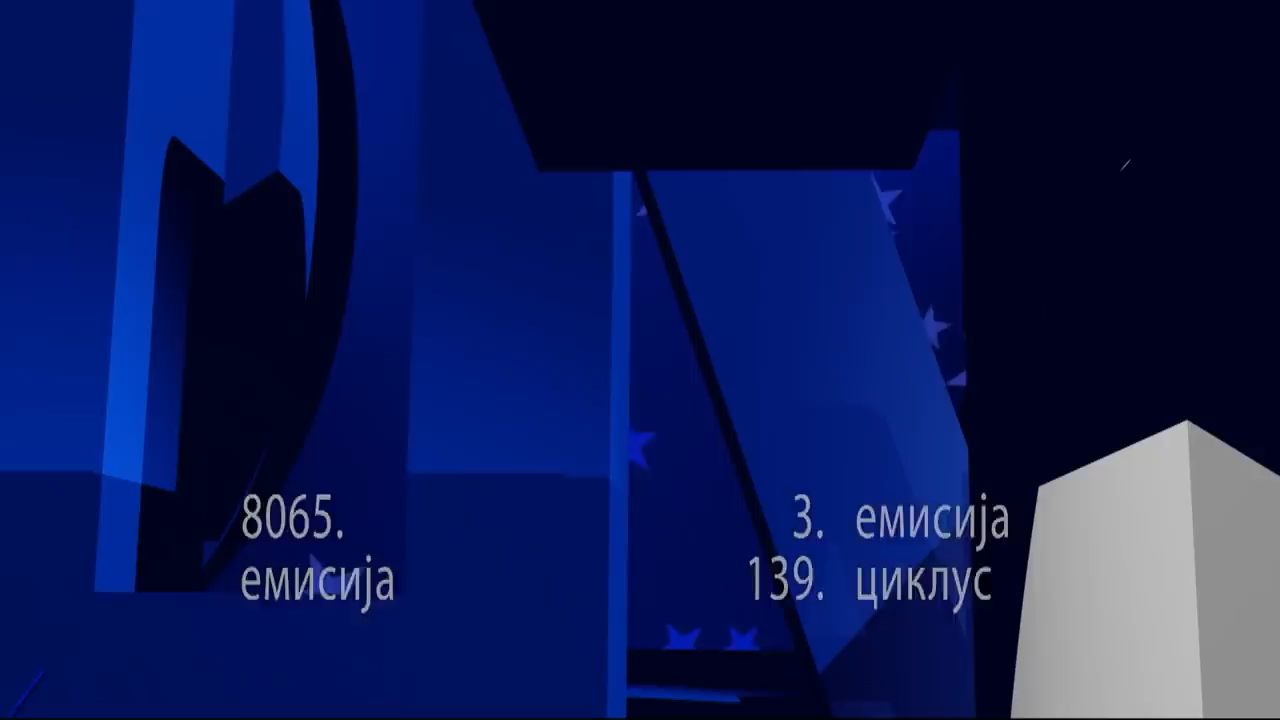 8065.
емисија
3. емисија
139. циклус